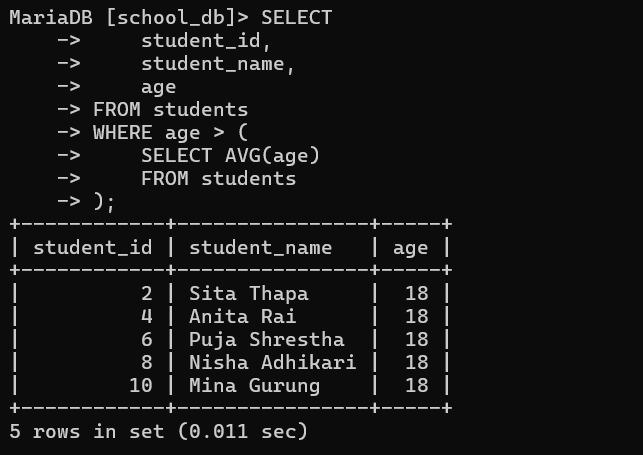 MariaDB [school_db]> SELECT
    ->     student_id,
    ->     student_name,
    ->     age
    -> FROM students
    -> WHERE age > (
    ->     SELECT AVG(age)
    ->     FROM students
    -> );
+------------+----------------+-----+
| student_id | student_name   | age |
+------------+----------------+-----+
|          2 | Sita Thapa     |  18 |
|          4 | Anita Rai      |  18 |
|          6 | Puja Shrestha  |  18 |
|          8 | Nisha Adhikari |  18 |
|         10 | Mina Gurung    |  18 |
+------------+----------------+-----+
5 rows in set (0.011 sec)